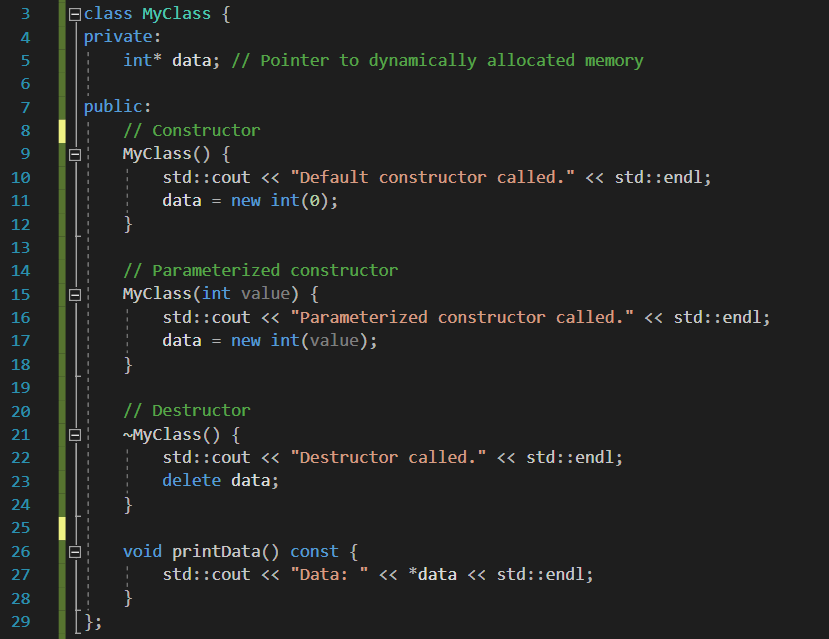 3 class MyClass {
4 private:
5     int* data; // Pointer to dynamically allocated memory
6
7 public:
8     // Constructor
9     MyClass() {
10         std::cout << "Default constructor called." << std::endl;
11         data = new int(0);
12     }
13
14     // Parameterized constructor
15     MyClass(int value) {
16         std::cout << "Parameterized constructor called." << std::endl;
17         data = new int(value);
18     }
19
20     // Destructor
21     ~MyClass() {
22         std::cout << "Destructor called." << std::endl;
23         delete data;
24     }
25
26     void printData() const {
27         std::cout << "Data: " << *data << std::endl;
28     }
29 };